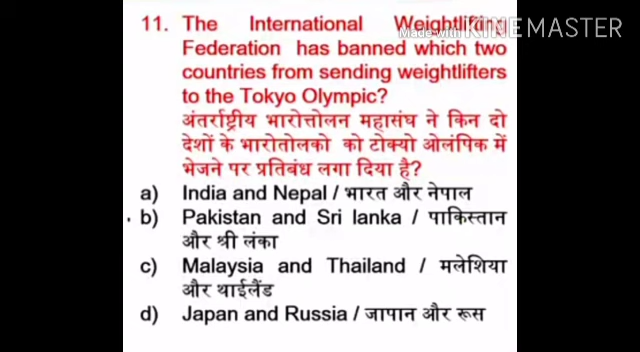 Made with KINEMASTER
11. The International Weightlifting
Federation has banned which two
countries from sending weightlifters
to the Tokyo Olympic?
अंतर्राष्ट्रीय भारोत्तोलन महासंघ ने किन दो
देशों के भारोतोलको को टोक्यो ओलंपिक में
भेजने पर प्रतिबंध लगा दिया है?
a) India and Nepal / भारत और नेपाल
b) Pakistan and Sri lanka / पाकिस्तान
और श्री लंका
c) Malaysia and Thailand / मलेशिया
और थाईलैंड
d) Japan and Russia / जापान और रूस